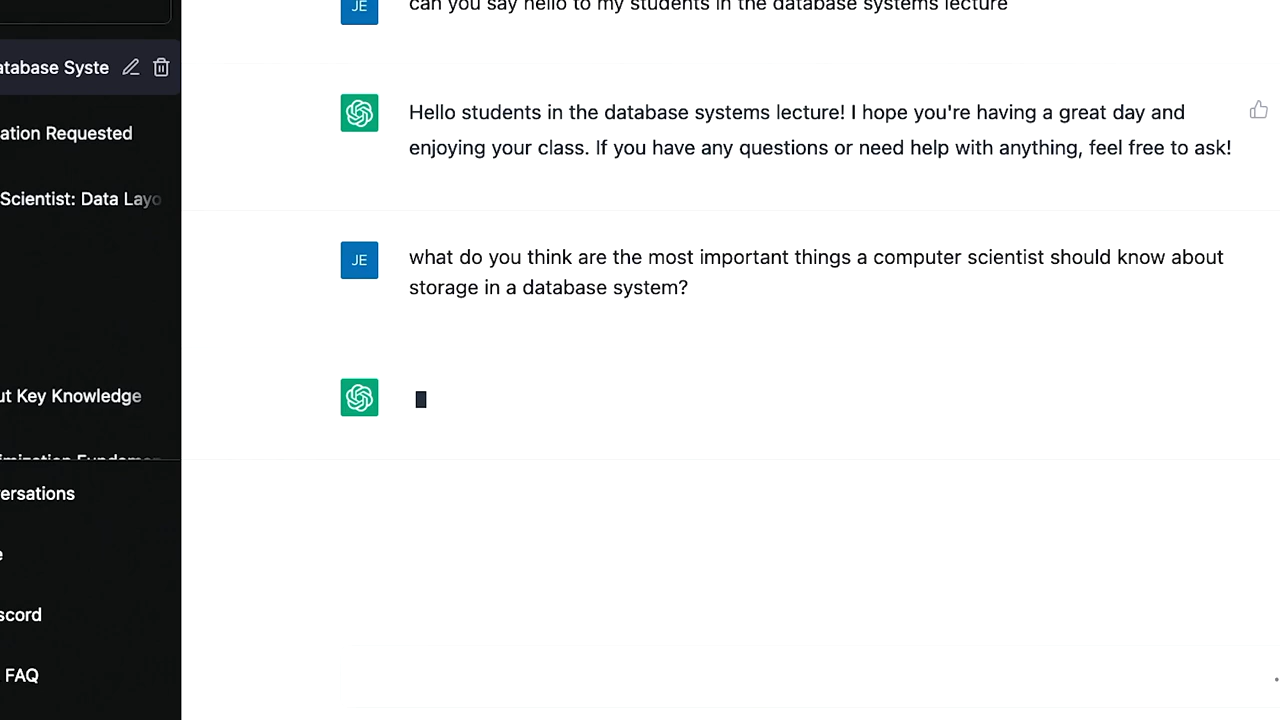 JE
can you say hello to my students in the database systems lecture
atabase Syste
Hello students in the database systems lecture! I hope you're having a great day and
enjoying your class. If you have any questions or need help with anything, feel free to ask!
ation Requested
Scientist: Data Layo
JE
what do you think are the most important things a computer scientist should know about
storage in a database system?
ut Key Knowledge
imization Fundamen
ersations
e
scord
FAQ